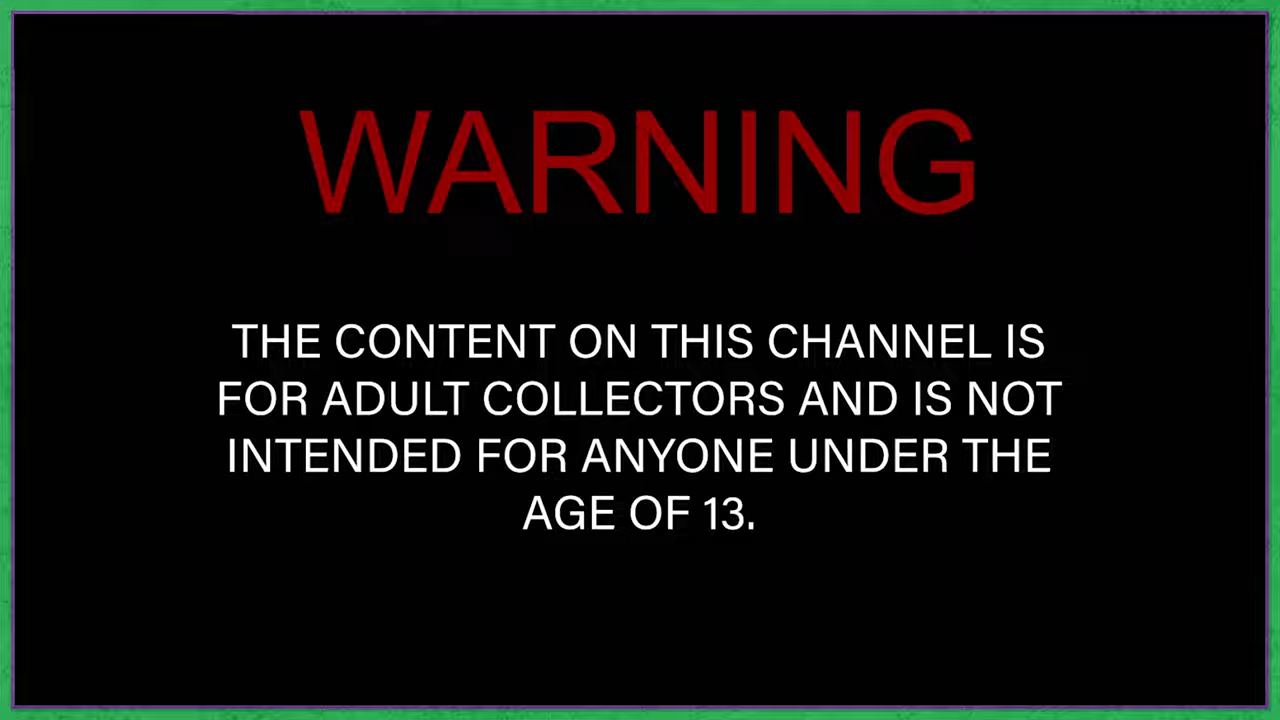 WARNING
THE CONTENT ON THIS CHANNEL IS
FOR ADULT COLLECTORS AND IS NOT
INTENDED FOR ANYONE UNDER THE
AGE OF 13.